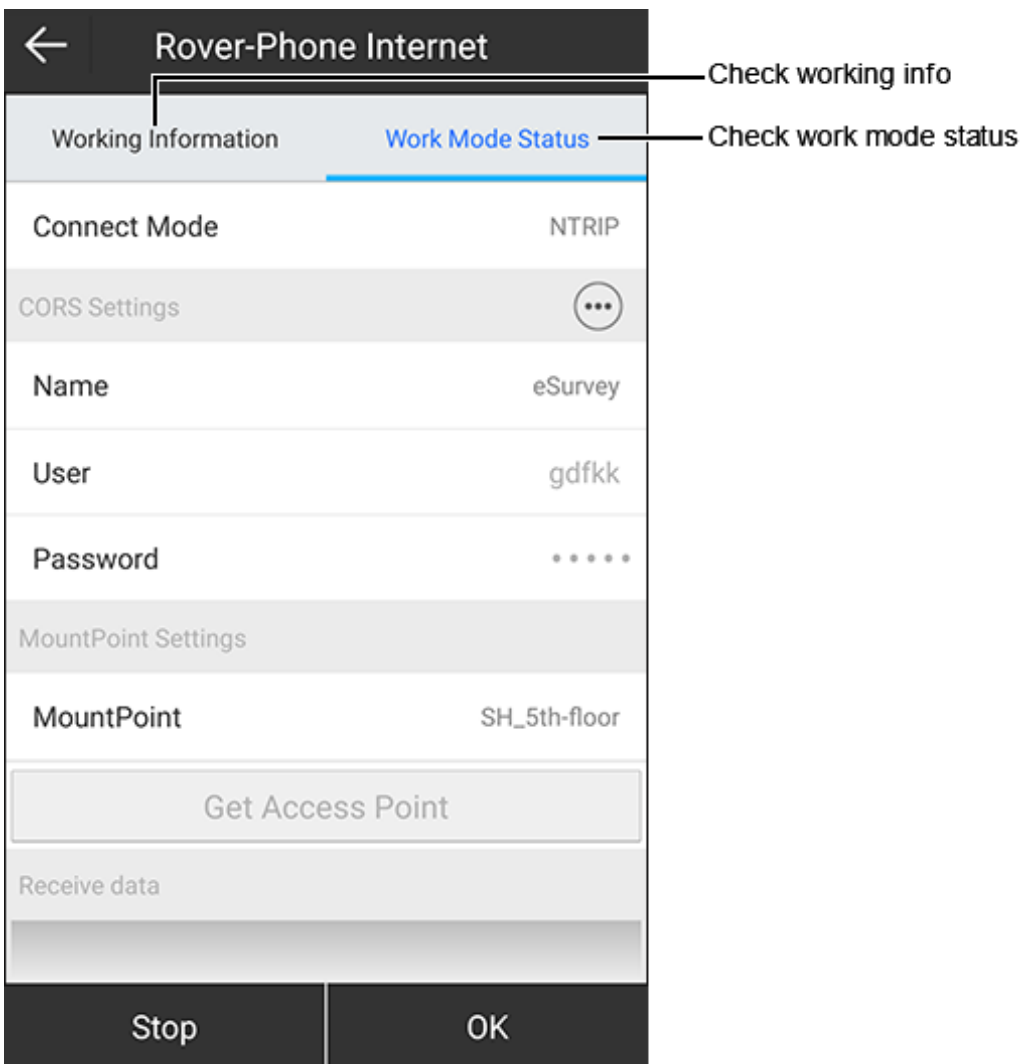 Rover-Phone Internet
Check working info
Working Information
Work Mode Status
Check work mode status
Connect Mode NTRIP
CORS Settings
Name eSurvey
User gdfkk
Password •••••
MountPoint Settings
MountPoint SH_5th-floor
Get Access Point
Receive data
Stop OK